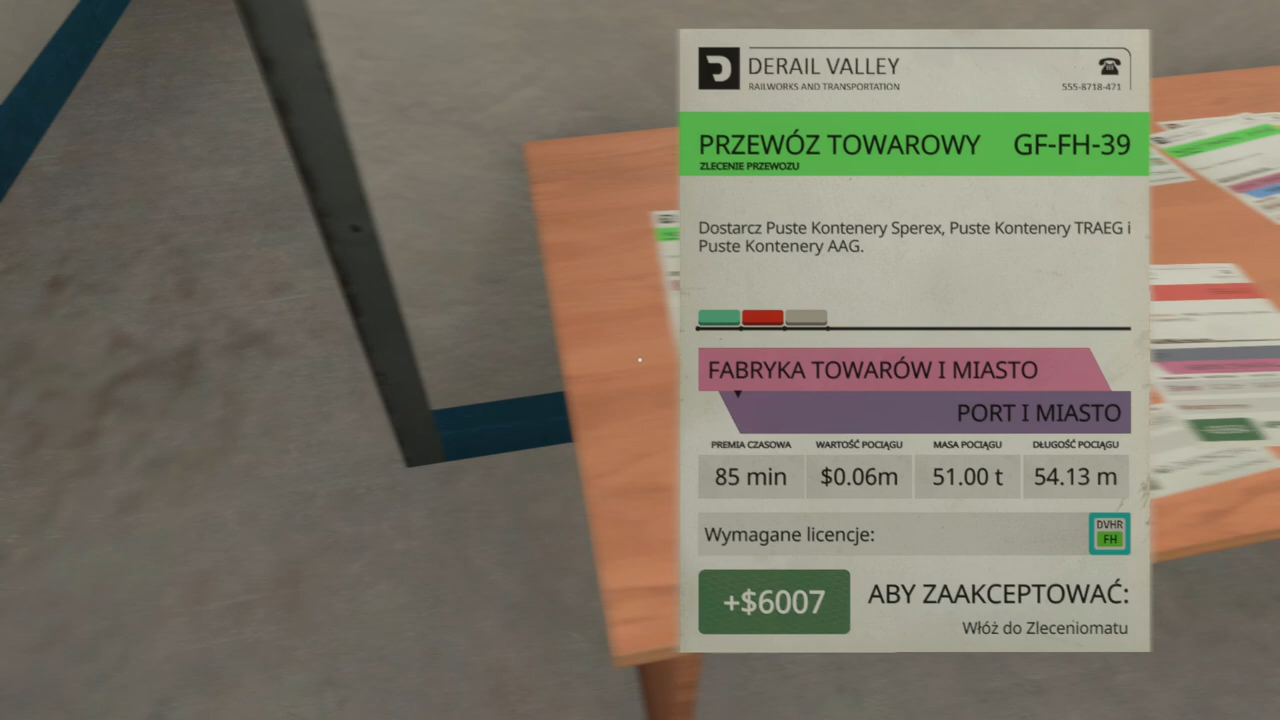 DERAIL VALLEY
RAILWORKS AND TRANSPORTATION
555-8718-471
PRZEWÓZ TOWAROWY GF-FH-39
ZLECENIE PRZEWOZU
Dostarcz Puste Kontenery Sperex, Puste Kontenery TRAEG i
Puste Kontenery AAG.
FABRYKA TOWARÓW I MIASTO
PORT I MIASTO
PREMIA CZASOWA WARTOŚĆ POCIĄGU MASA POCIĄGU DŁUGOŚĆ POCIĄGU
85 min $0.06m 51.00 t 54.13 m
Wymagane licencje:
DVHR
FH
+$6007
ABY ZAAKCEPTOWAĆ:
Włóż do Zleceniomatu